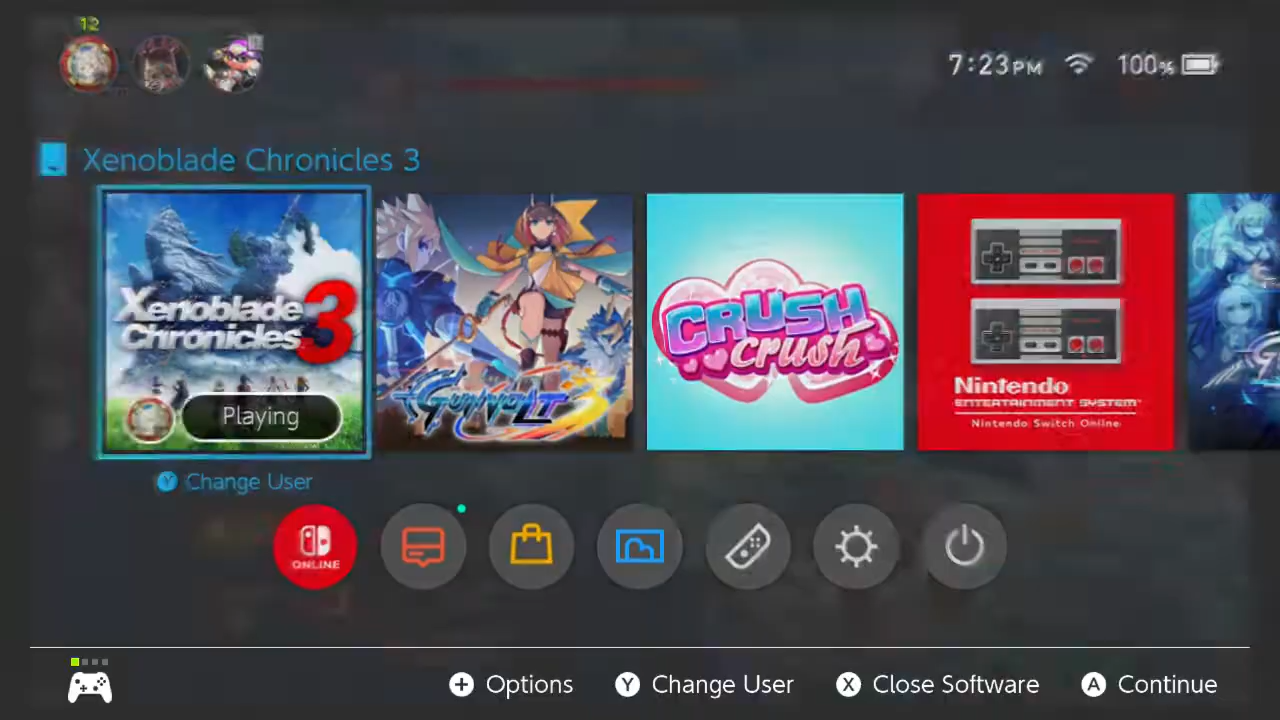 12
7:23PM 100%
Xenoblade Chronicles 3
Xenoblade
Chronicles 3
Playing
GUNVOLT 3
CRUSH
crush
Nintendo
ENTERTAINMENT SYSTEM™
Nintendo Switch Online
Y Change User
ONLINE
+ Options Y Change User X Close Software A Continue